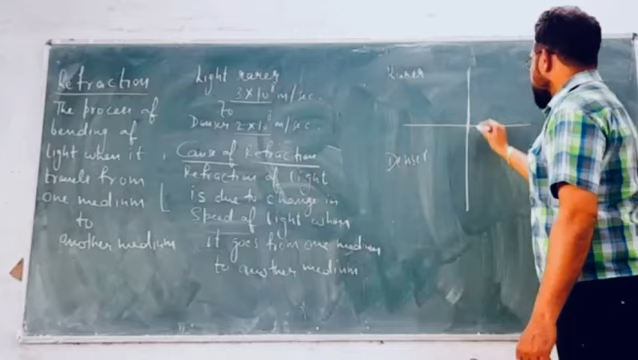 Refraction
The process of
bending of
light when it
travels from
one medium
to
another medium
Light rarer
3×10⁸ m/sec.
to
Denser 2×10⁸ m/sec.
Cause of Refraction
Refraction of light
is due to change in
Speed of light when
it goes from one medium
to another medium
Rarer
Denser